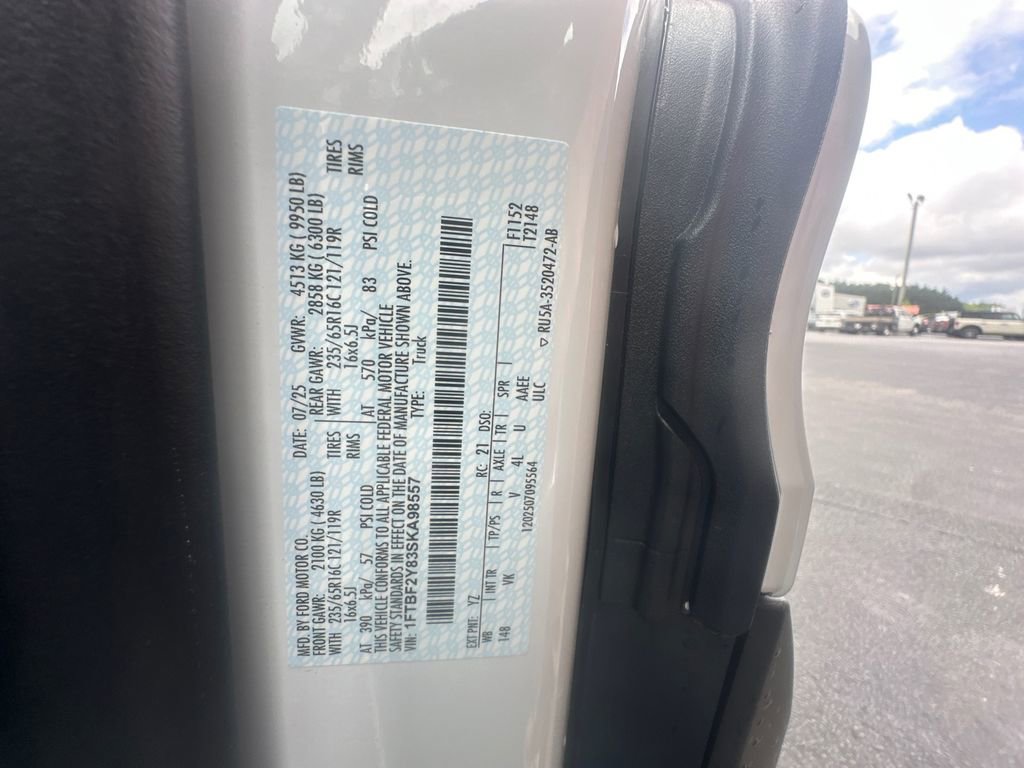 MFD. BY FORD MOTOR CO. DATE: 07/25 GVWR: 4513 KG ( 9950 LB)
FRONT GAWR: 2100 KG ( 4630 LB) REAR GAWR: 2858 KG ( 6300 LB)
WITH 235/65R16C 121/119R TIRES WITH 235/65R16C 121/119R TIRES
16x6.5J RIMS 16x6.5J RIMS
AT 390 kPa/ 57 PSI COLD AT 570 kPa/ 83 PSI COLD
THIS VEHICLE CONFORMS TO ALL APPLICABLE FEDERAL MOTOR VEHICLE
SAFETY STANDARDS IN EFFECT ON THE DATE OF MANUFACTURE SHOWN ABOVE.
VIN: 1FTBF2Y83SKA98557 TYPE: Truck
EXT PNT: YZ RC: 21 DSO: F1152
WB INT TR TP/PS R AXLE TR SPR T2148
148 VK V 4L U AAEE
1202507095564 ULC
RU5A-3520472-AB